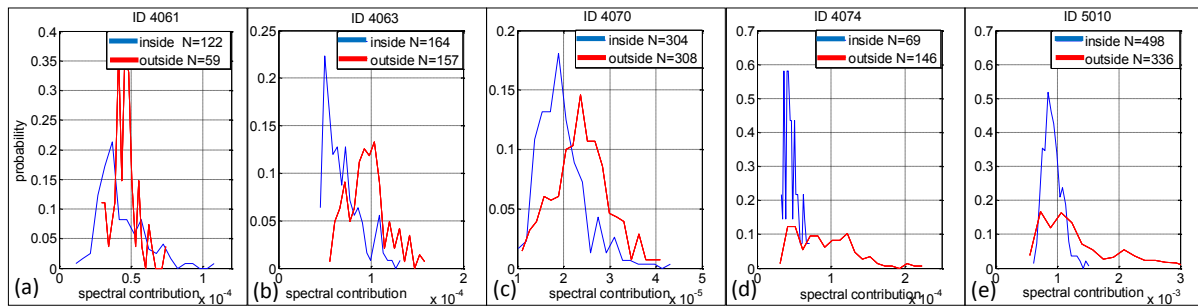 ID 4061
0.4
0.35
0.3
0.25
0.2
0.15
0.1
0.05
0
0 0.5 1
x 10⁻⁴
probability
spectral contribution
inside N=122
outside N=59
(a)
ID 4063
0.25
0.2
0.15
0.1
0.05
0
0 1 2
x 10⁻⁴
spectral contribution
inside N=164
outside N=157
(b)
ID 4070
0.2
0.15
0.1
0.05
0
1 2 3 4 5
x 10⁻⁵
spectral contribution
inside N=304
outside N=308
(c)
ID 4074
0.7
0.6
0.5
0.4
0.3
0.2
0.1
0
0 1 2
x 10⁻⁴
spectral contribution
inside N=69
outside N=146
(d)
ID 5010
0.7
0.6
0.5
0.4
0.3
0.2
0.1
0
0 1 2 3
x 10⁻³
spectral contribution
inside N=498
outside N=336
(e)